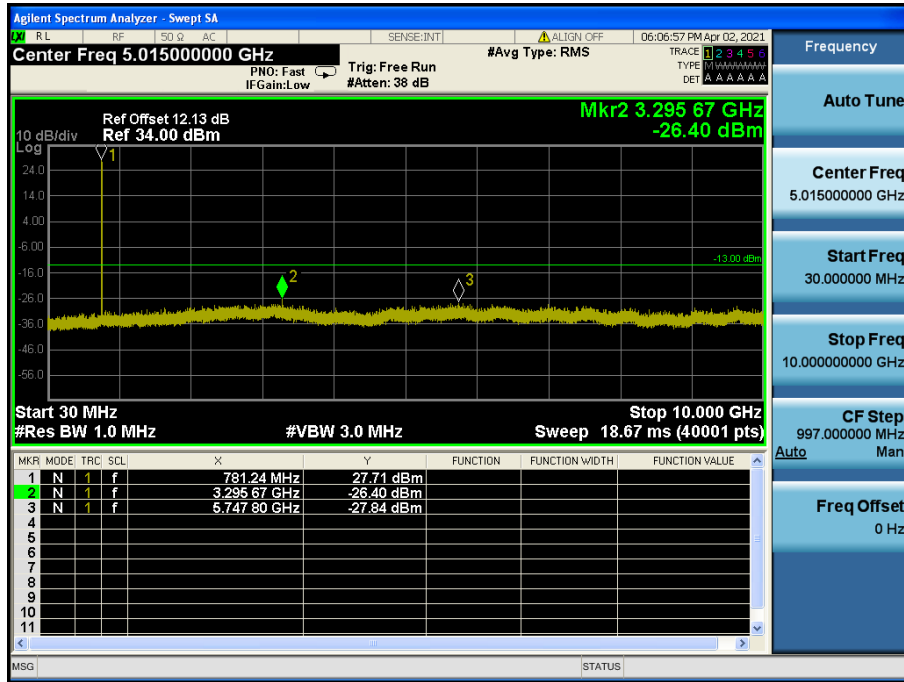 Agilent Spectrum Analyzer - Swept SA
LXI RL RF 50 Ω AC SENSE:INT ALIGN OFF 06:06:57 PM Apr 02, 2021
Center Freq 5.015000000 GHz #Avg Type: RMS TRACE 1 2 3 4 5 6
PNO: Fast Trig: Free Run TYPE M WWWWW
IFGain:Low #Atten: 38 dB DET A A A A A A
Frequency
Auto Tune
Center Freq
5.015000000 GHz
Start Freq
30.000000 MHz
Stop Freq
10.000000000 GHz
CF Step
997.000000 MHz
Auto Man
Freq Offset
0 Hz
Mkr2 3.295 67 GHz
-26.40 dBm
Ref Offset 12.13 dB
10 dB/div Ref 34.00 dBm
Log
1
24.0
14.0
4.00
-6.00
-13.00 dBm
-16.0
2
3
-26.0
-36.0
-46.0
-56.0
Start 30 MHz Stop 10.000 GHz
#Res BW 1.0 MHz #VBW 3.0 MHz Sweep 18.67 ms (40001 pts)
MKR MODE TRC SCL X Y FUNCTION FUNCTION WIDTH FUNCTION VALUE
1 N 1 f 781.24 MHz 27.71 dBm
2 N 1 f 3.295 67 GHz -26.40 dBm
3 N 1 f 5.747 80 GHz -27.84 dBm
4
5
6
7
8
9
10
11
MSG STATUS